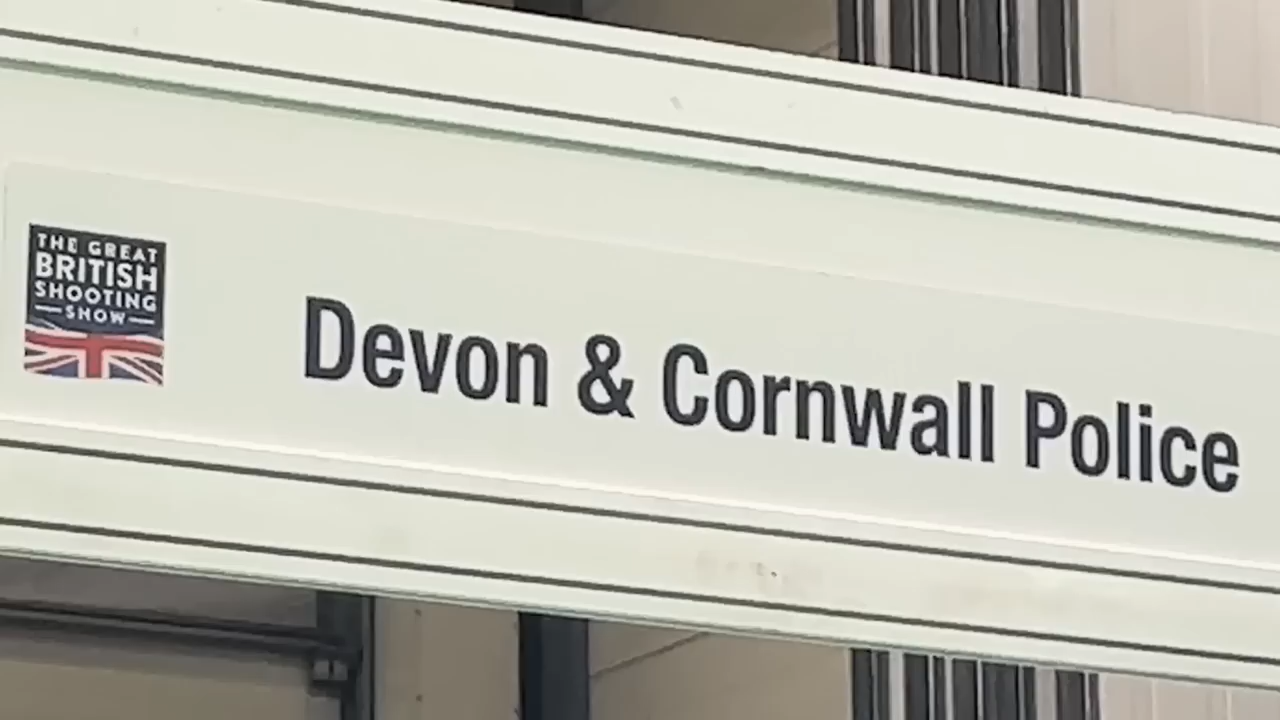 THE GREAT
BRITISH
SHOOTING
SHOW
Devon & Cornwall Police